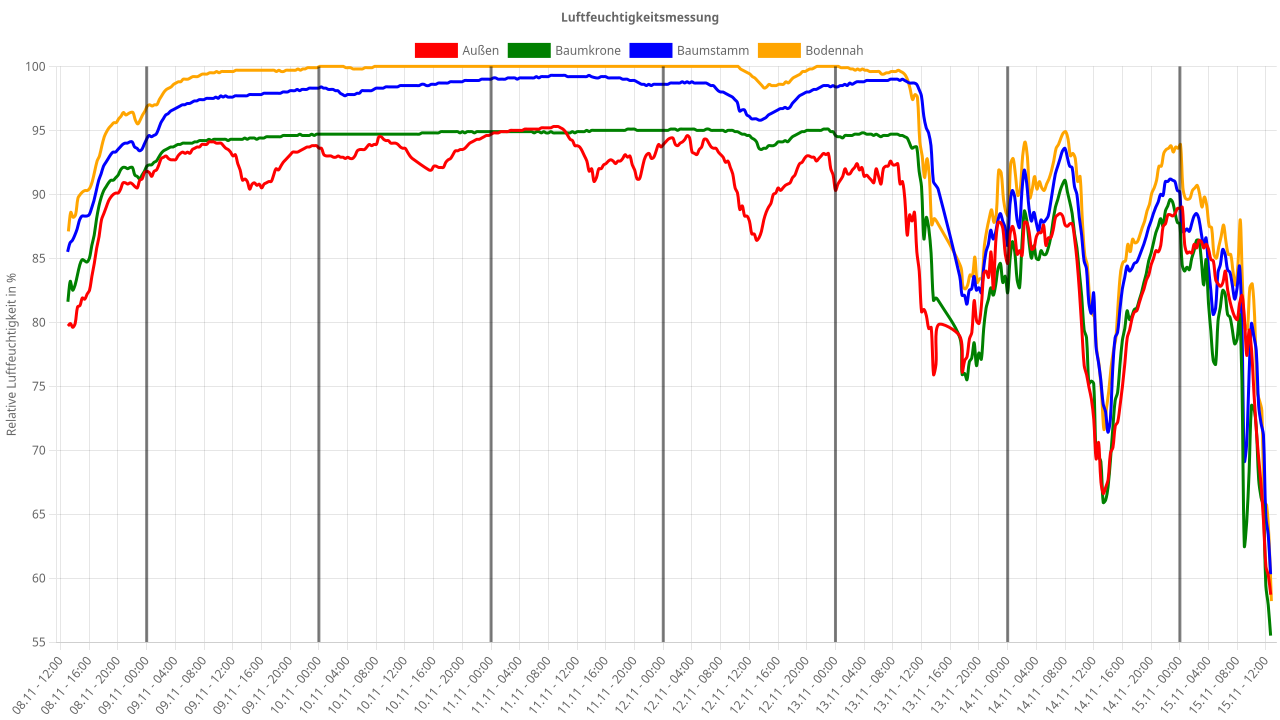 Luftfeuchtigkeitsmessung
Außen Baumkrone Baumstamm Bodennah
Relative Luftfeuchtigkeit in %
100
95
90
85
80
75
70
65
60
55
08.11 - 12:00
08.11 - 16:00
08.11 - 20:00
09.11 - 00:00
09.11 - 04:00
09.11 - 08:00
09.11 - 12:00
09.11 - 16:00
09.11 - 20:00
10.11 - 00:00
10.11 - 04:00
10.11 - 08:00
10.11 - 12:00
10.11 - 16:00
10.11 - 20:00
11.11 - 00:00
11.11 - 04:00
11.11 - 08:00
11.11 - 12:00
11.11 - 16:00
11.11 - 20:00
12.11 - 00:00
12.11 - 04:00
12.11 - 08:00
12.11 - 12:00
12.11 - 16:00
12.11 - 20:00
13.11 - 00:00
13.11 - 04:00
13.11 - 08:00
13.11 - 12:00
13.11 - 16:00
13.11 - 20:00
14.11 - 00:00
14.11 - 04:00
14.11 - 08:00
14.11 - 12:00
14.11 - 16:00
14.11 - 20:00
15.11 - 00:00
15.11 - 04:00
15.11 - 08:00
15.11 - 12:00